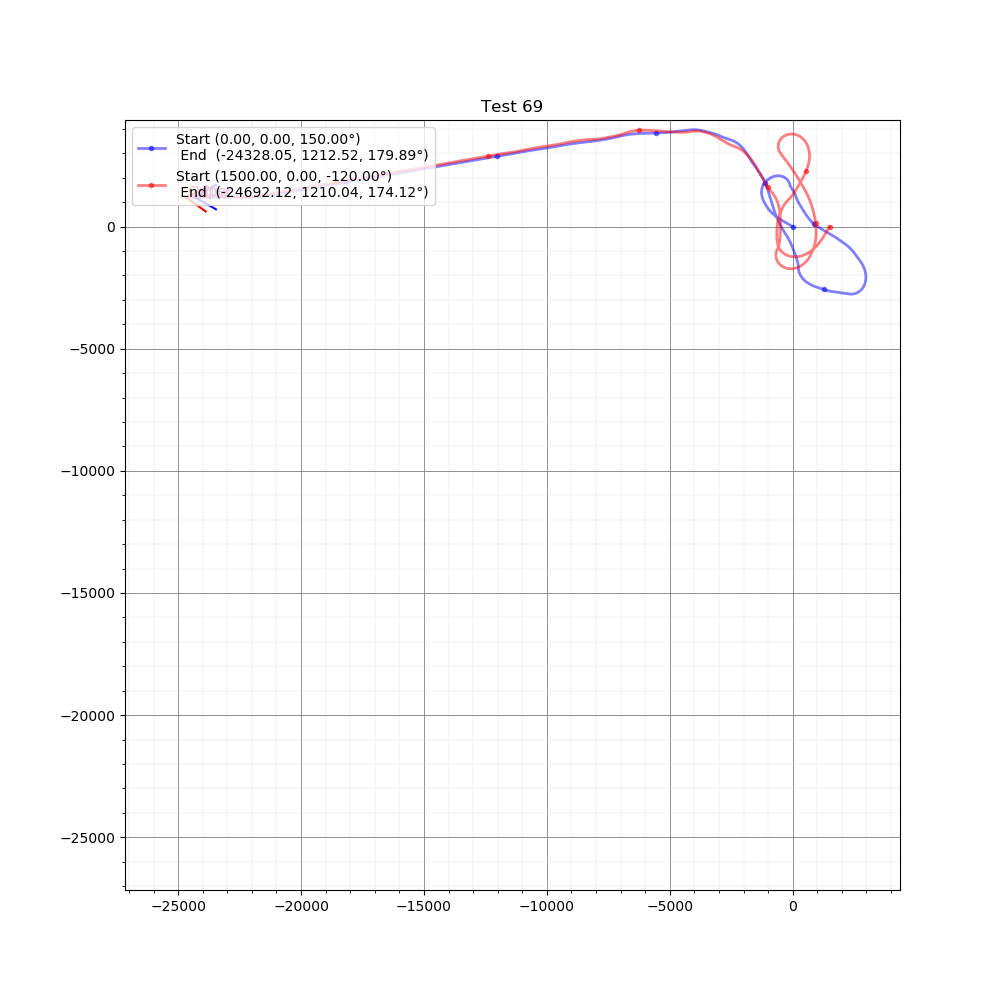 Test 69
Start (0.00, 0.00, 150.00°)
End (-24328.05, 1212.52, 179.89°)
Start (1500.00, 0.00, -120.00°)
End (-24692.12, 1210.04, 174.12°)
0
−5000
−10000
−15000
−20000
−25000
−25000
−20000
−15000
−10000
−5000
0